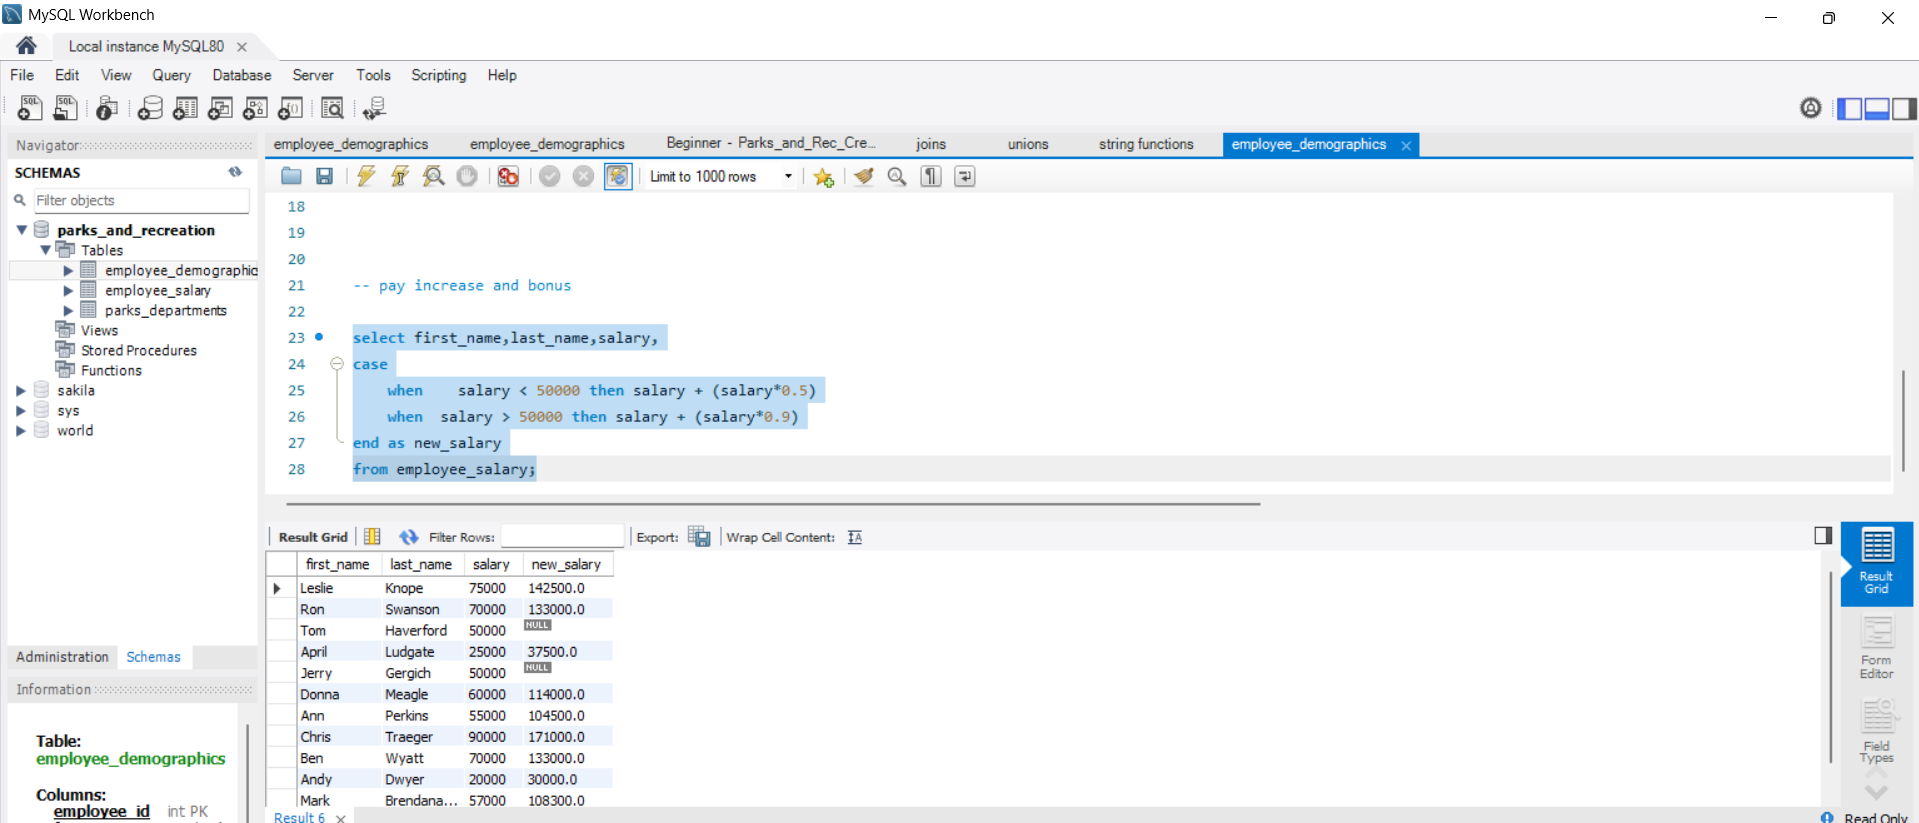 MySQL Workbench
Local instance MySQL80
File Edit View Query Database Server Tools Scripting Help
Navigator
SCHEMAS
Filter objects
parks_and_recreation
Tables
employee_demographic
employee_salary
parks_departments
Views
Stored Procedures
Functions
sakila
sys
world
Administration Schemas
Information
Table:
employee_demographics
Columns:
employee_id int PK
employee_demographics employee_demographics Beginner - Parks_and_Rec_Cre... joins unions string functions employee_demographics
Limit to 1000 rows
18
19
20
21 -- pay increase and bonus
22
23 select first_name,last_name,salary,
24 case
25 when salary < 50000 then salary + (salary*0.5)
26 when salary > 50000 then salary + (salary*0.9)
27 end as new_salary
28 from employee_salary;
Result Grid Filter Rows: Export: Wrap Cell Content:
first_name last_name salary new_salary
Leslie Knope 75000 142500.0
Ron Swanson 70000 133000.0
Tom Haverford 50000 NULL
April Ludgate 25000 37500.0
Jerry Gergich 50000 NULL
Donna Meagle 60000 114000.0
Ann Perkins 55000 104500.0
Chris Traeger 90000 171000.0
Ben Wyatt 70000 133000.0
Andy Dwyer 20000 30000.0
Mark Brendana... 57000 108300.0
Result 6
Result
Grid
Form
Editor
Field
Types
Read Only